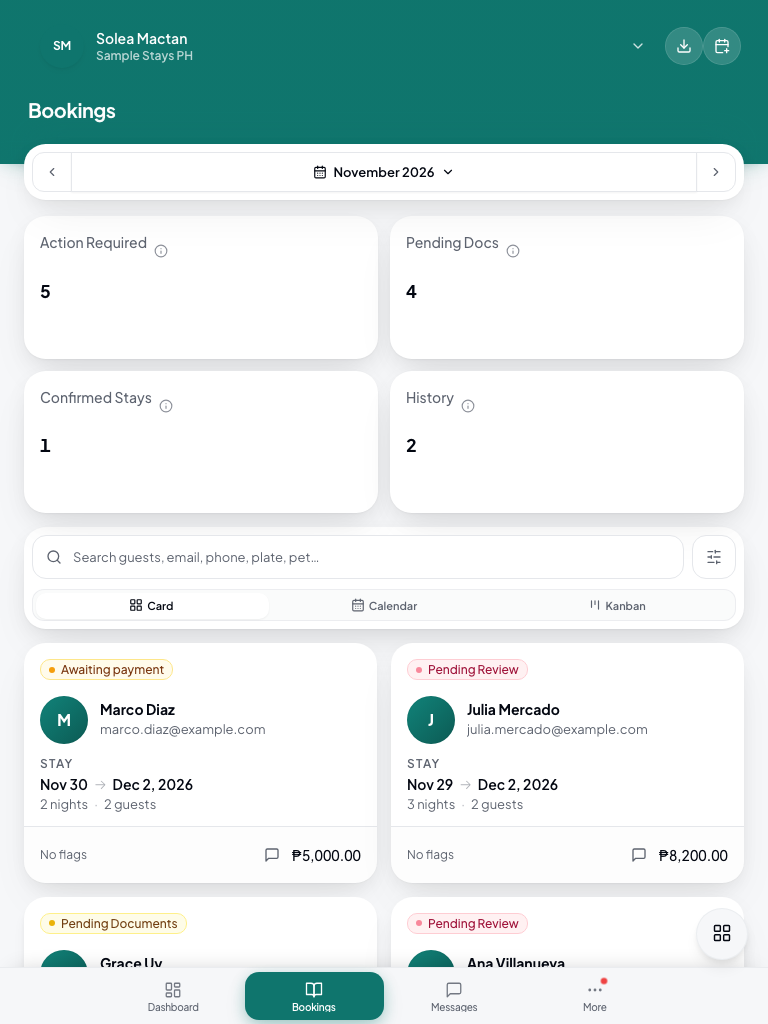 SM
Solea Mactan
Sample Stays PH
Bookings
November 2026
Action Required
5
Pending Docs
4
Confirmed Stays
1
History
2
Search guests, email, phone, plate, pet…
Card
Calendar
Kanban
Awaiting payment
M
Marco Diaz
marco.diaz@example.com
STAY
Nov 30 → Dec 2, 2026
2 nights · 2 guests
No flags
₱5,000.00
Pending Review
J
Julia Mercado
julia.mercado@example.com
STAY
Nov 29 → Dec 2, 2026
3 nights · 2 guests
No flags
₱8,200.00
Pending Documents
Grace Uy
Pending Review
Ana Villanueva
Dashboard
Bookings
Messages
More